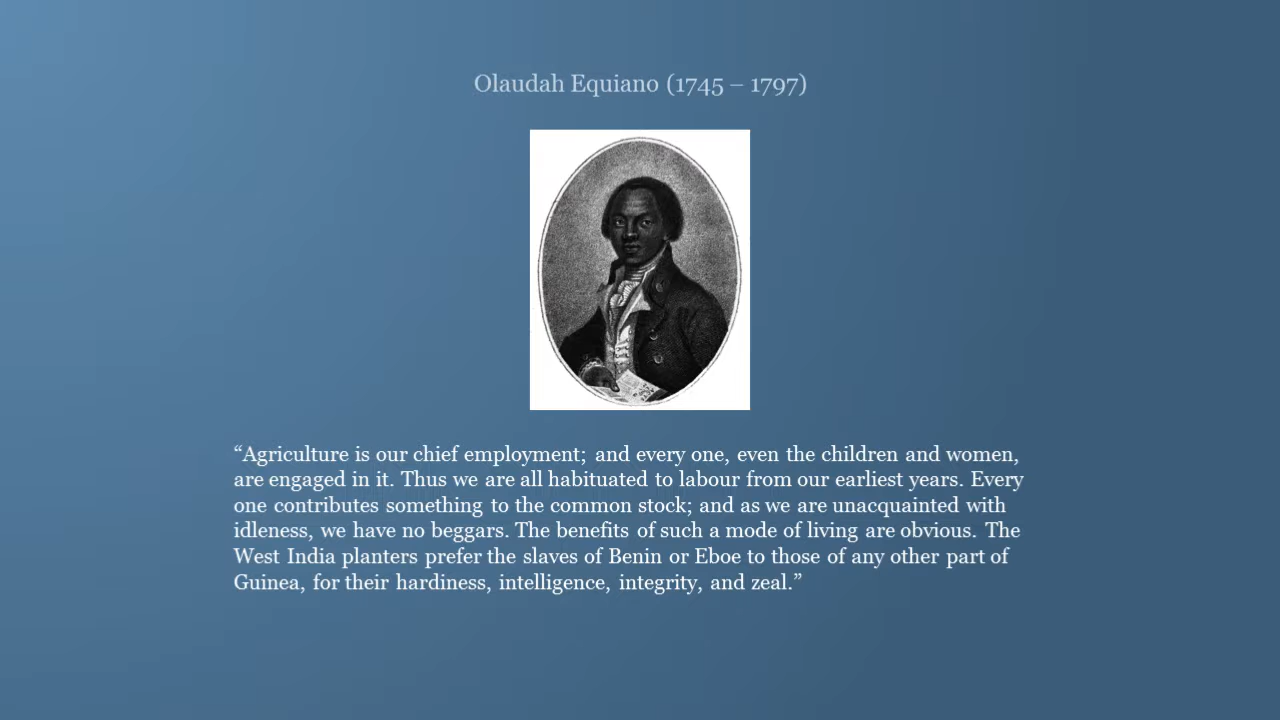 Olaudah Equiano (1745 – 1797)
“Agriculture is our chief employment; and every one, even the children and women,
are engaged in it. Thus we are all habituated to labour from our earliest years. Every
one contributes something to the common stock; and as we are unacquainted with
idleness, we have no beggars. The benefits of such a mode of living are obvious. The
West India planters prefer the slaves of Benin or Eboe to those of any other part of
Guinea, for their hardiness, intelligence, integrity, and zeal.”